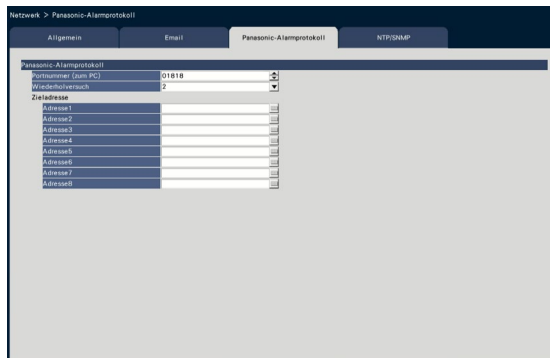 Netzwerk > Panasonic-Alarmprotokoll
Allgemein Email Panasonic-Alarmprotokoll NTP/SNMP
Panasonic-Alarmprotokoll
Portnummer (zum PC) 01818
Wiederholversuch 2
Zieladresse
Adresse1
Adresse2
Adresse3
Adresse4
Adresse5
Adresse6
Adresse7
Adresse8